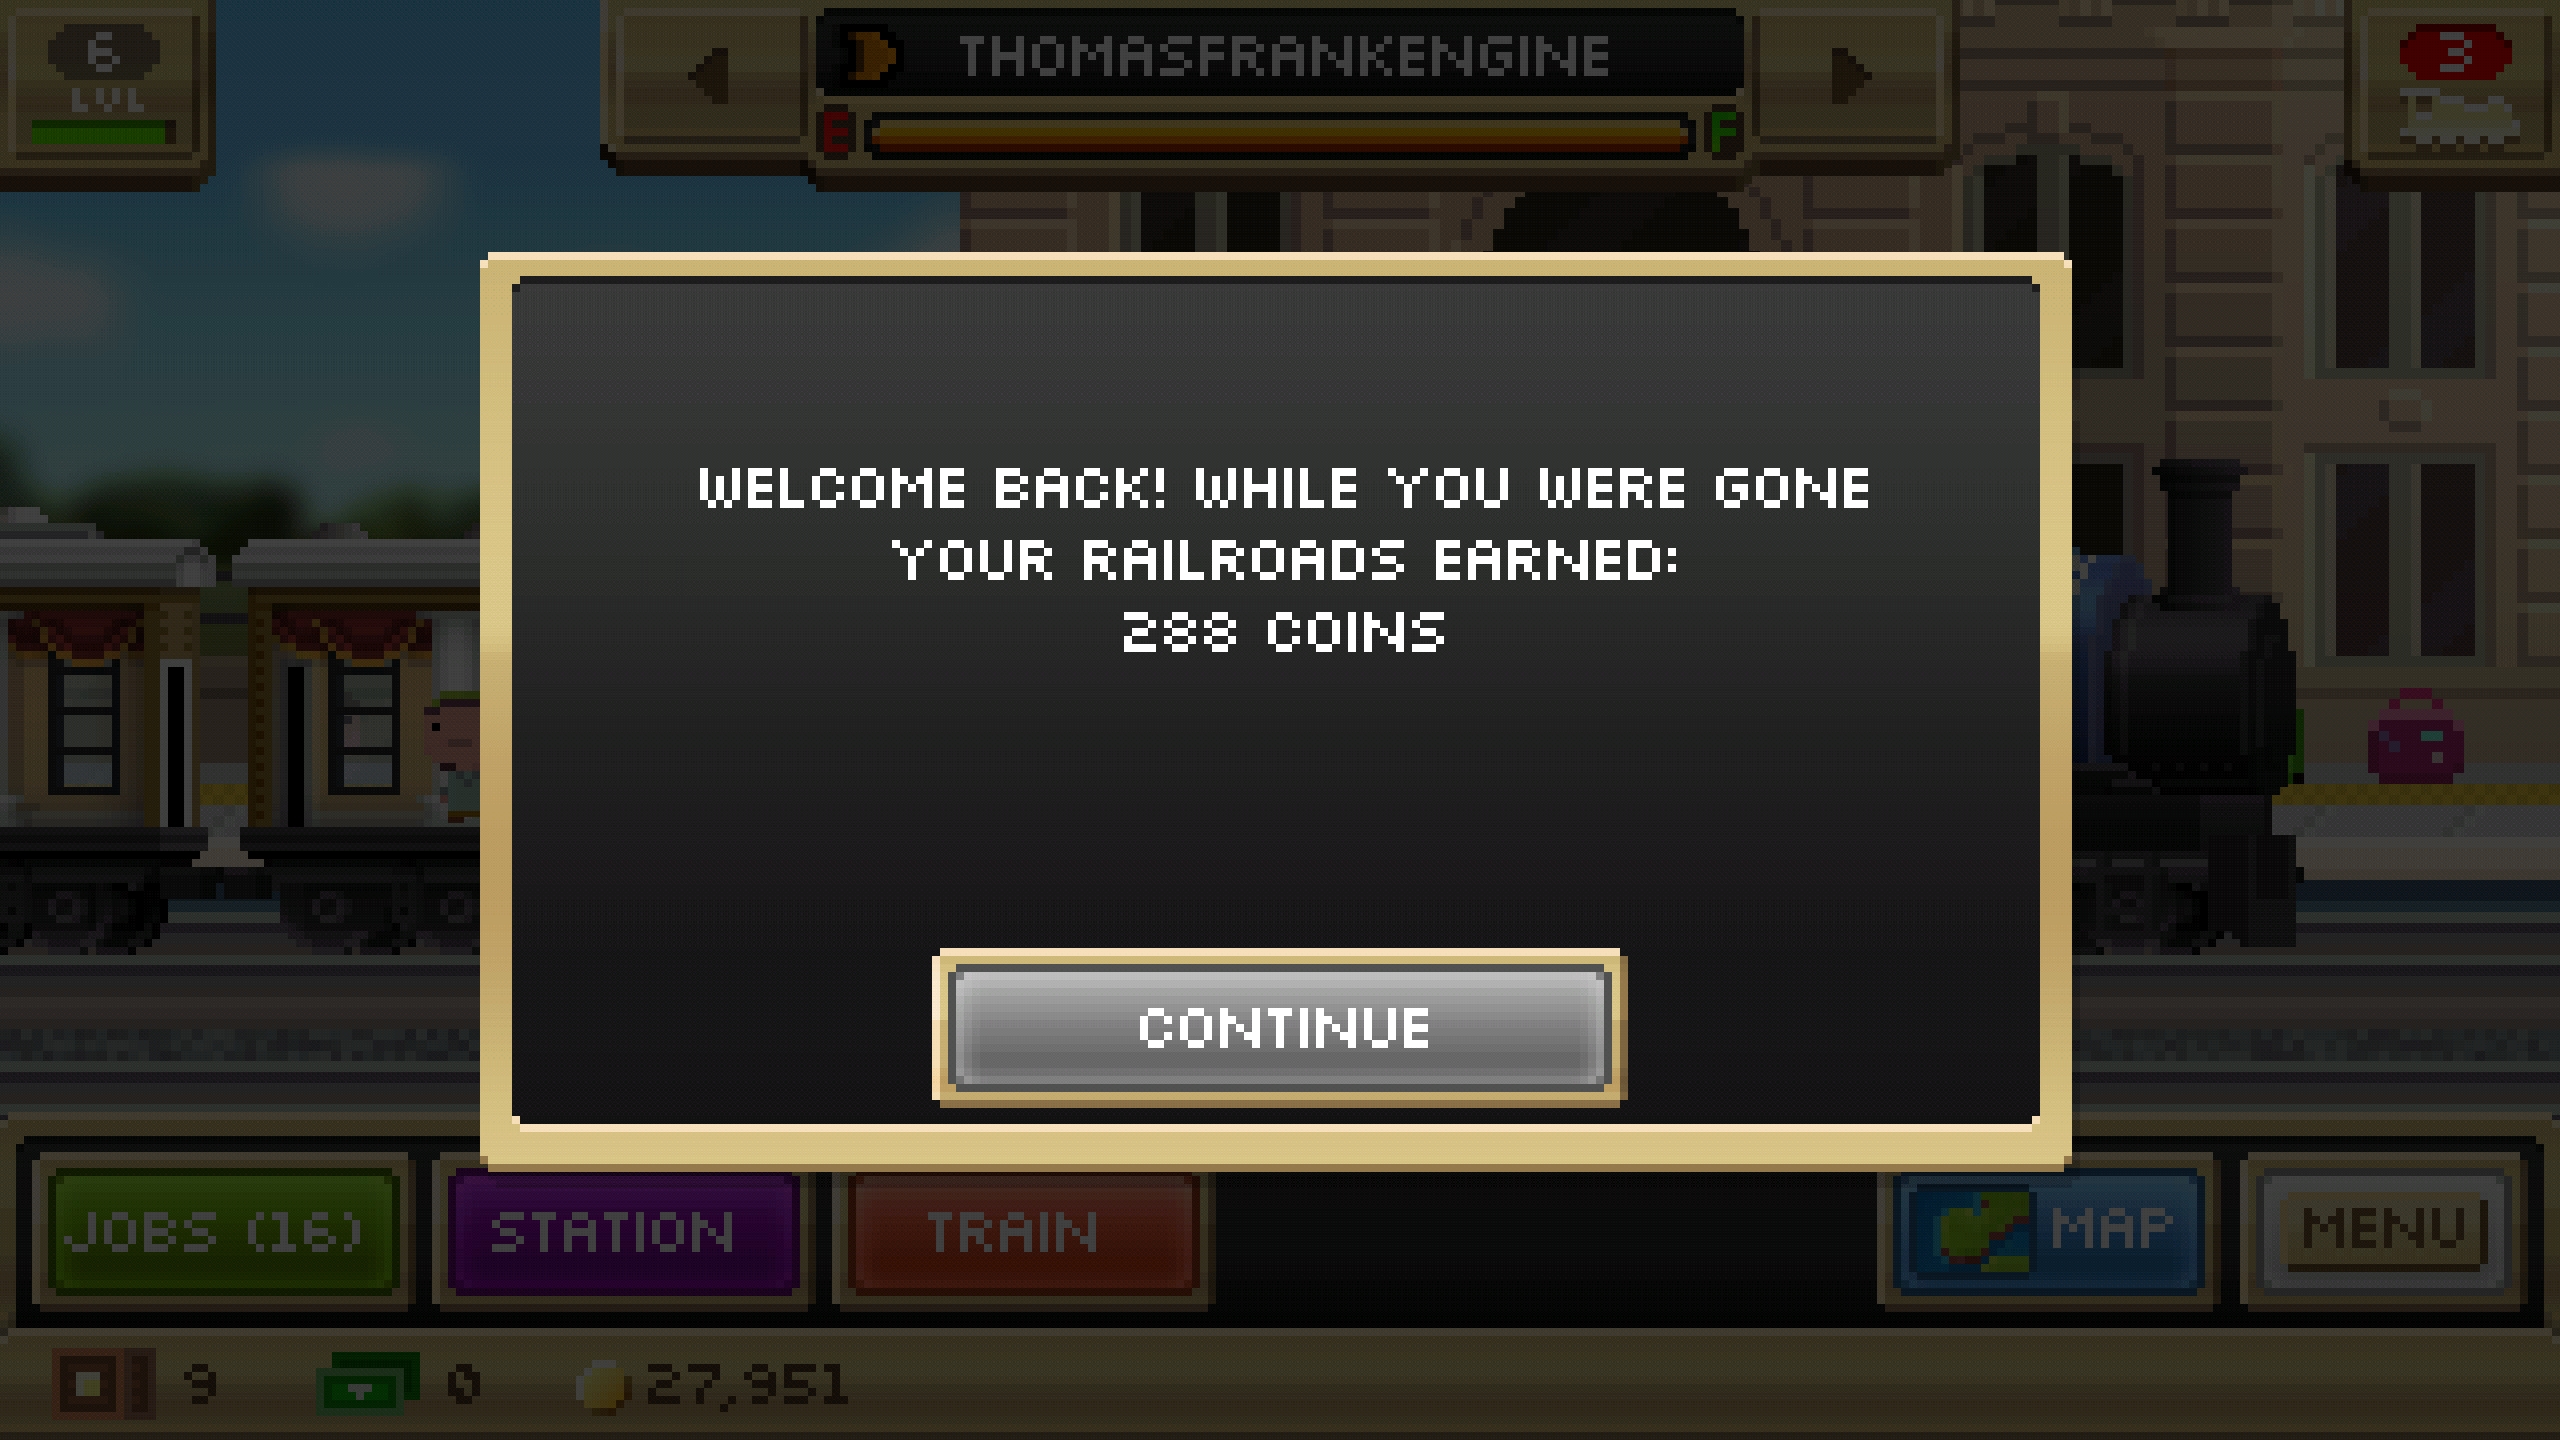 6
LVL
THOMASFRANKENGINE
E F
3
WELCOME BACK! WHILE YOU WERE GONE
YOUR RAILROADS EARNED:
288 COINS
CONTINUE
JOBS (16)
STATION
TRAIN
MAP
MENU
9
0
27,951